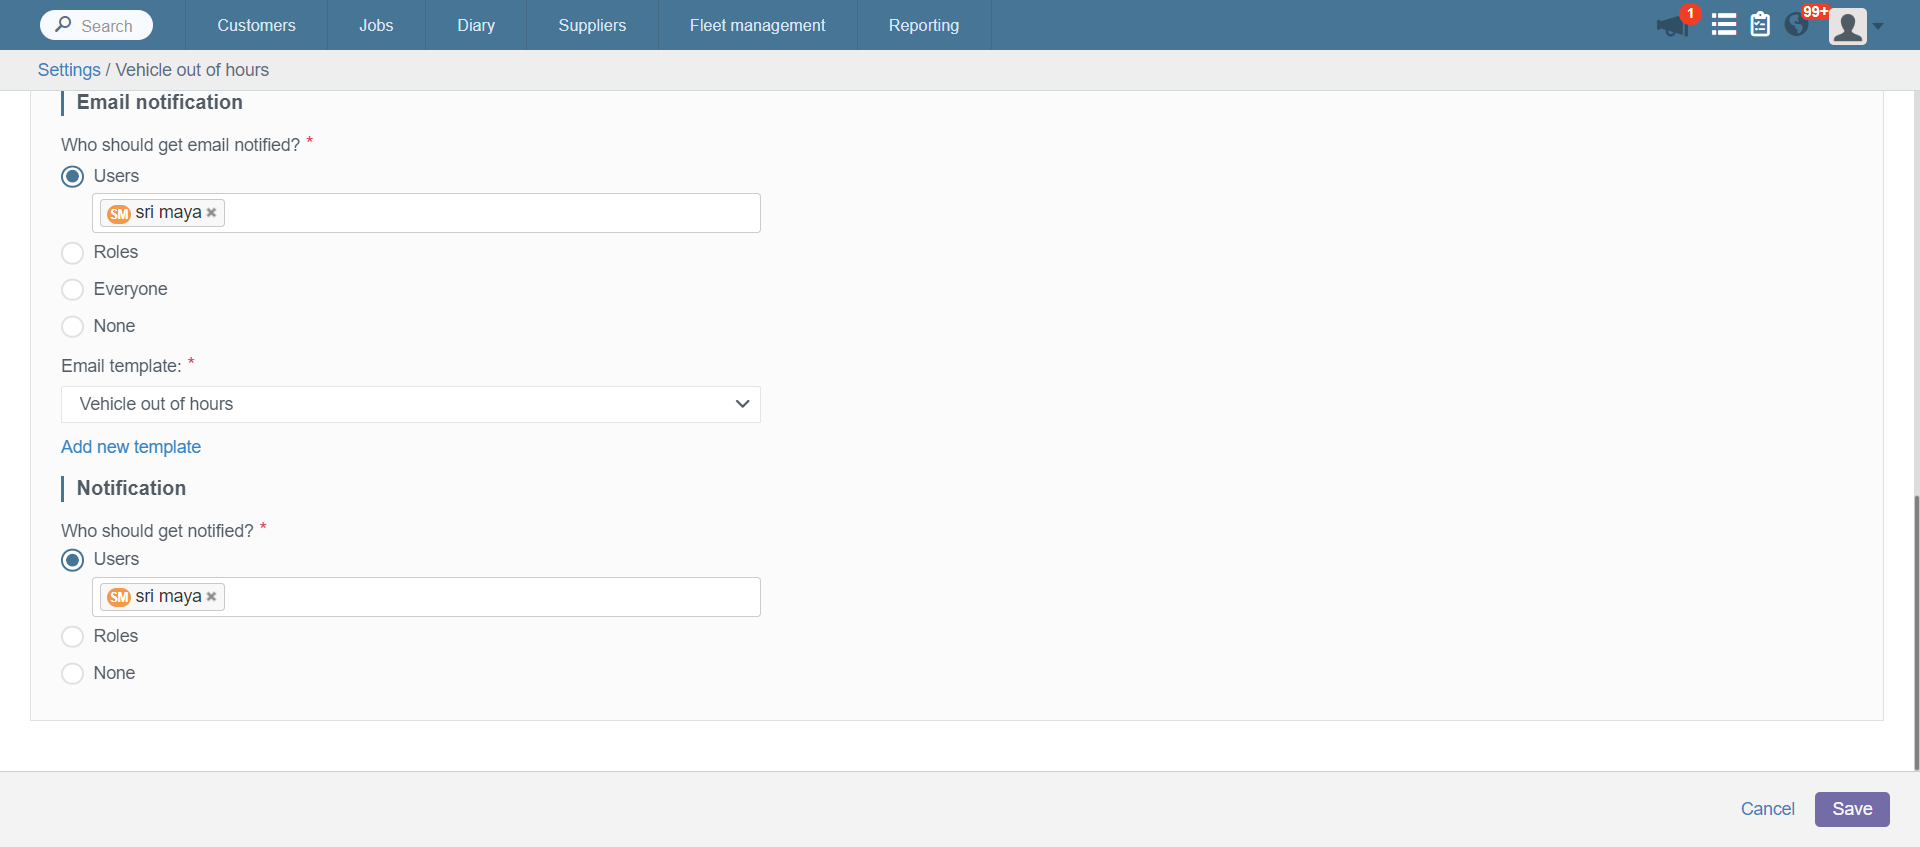 Search
Customers
Jobs
Diary
Suppliers
Fleet management
Reporting
1
99+
Settings / Vehicle out of hours
Email notification
Who should get email notified? *
Users
SM sri maya ×
Roles
Everyone
None
Email template: *
Vehicle out of hours
Add new template
Notification
Who should get notified? *
Users
SM sri maya ×
Roles
None
Cancel
Save